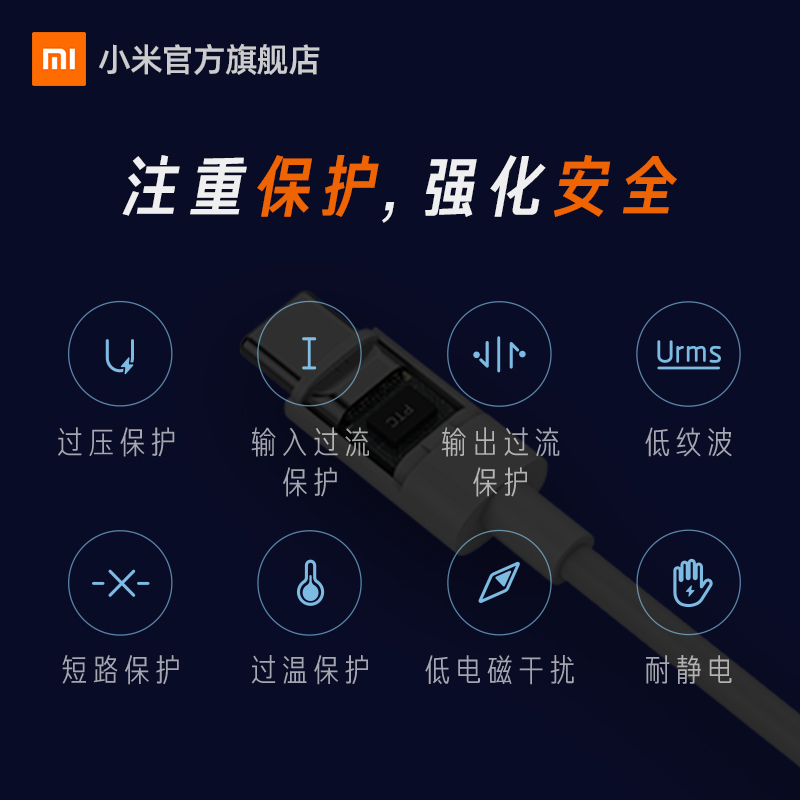 mi 小米官方旗舰店
注重保护, 强化安全
Urms
PTC
过压保护 输入过流 输出过流 低纹波
保护 保护
短路保护 过温保护 低电磁干扰 耐静电